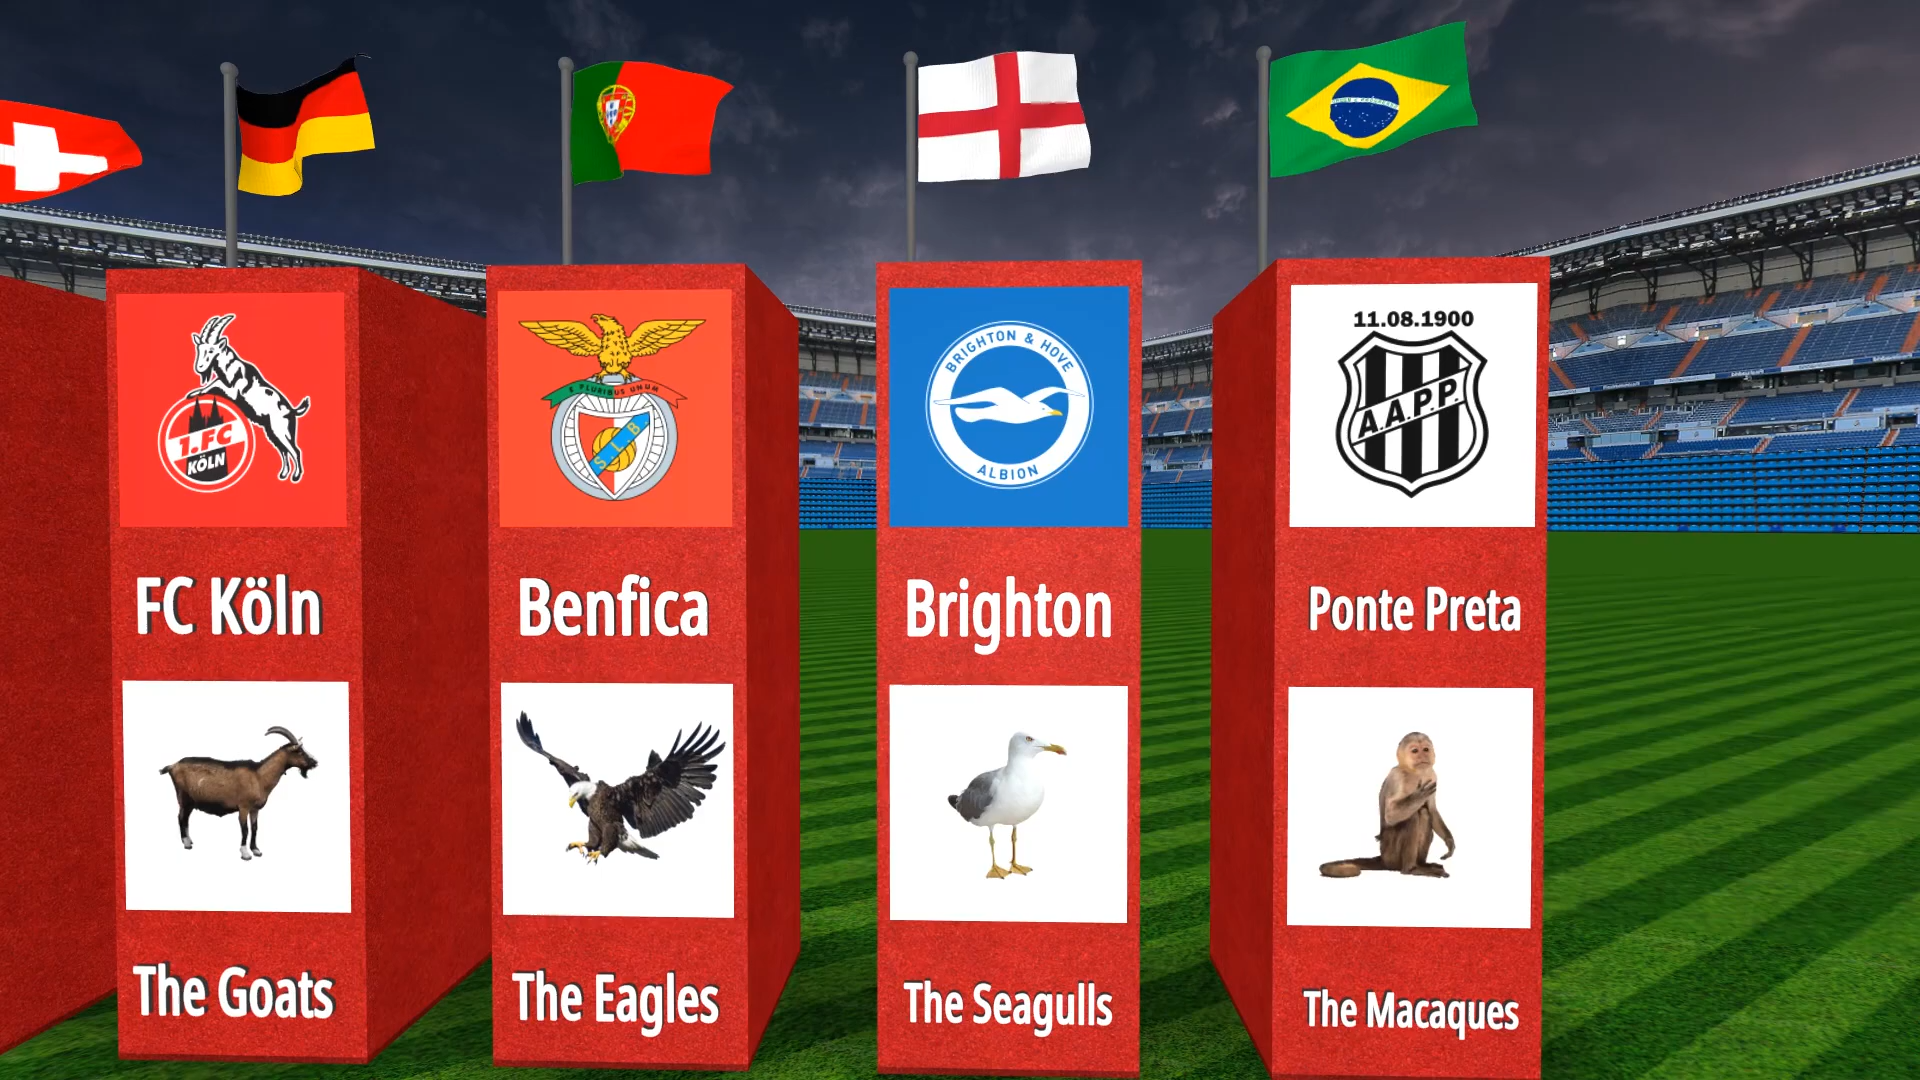 1.FC
KÖLN
FC Köln
The Goats
E PLURIBUS UNUM
SLB
Benfica
The Eagles
BRIGHTON & HOVE
ALBION
Brighton
The Seagulls
11.08.1900
A.A.P.P.
Ponte Preta
The Macaques